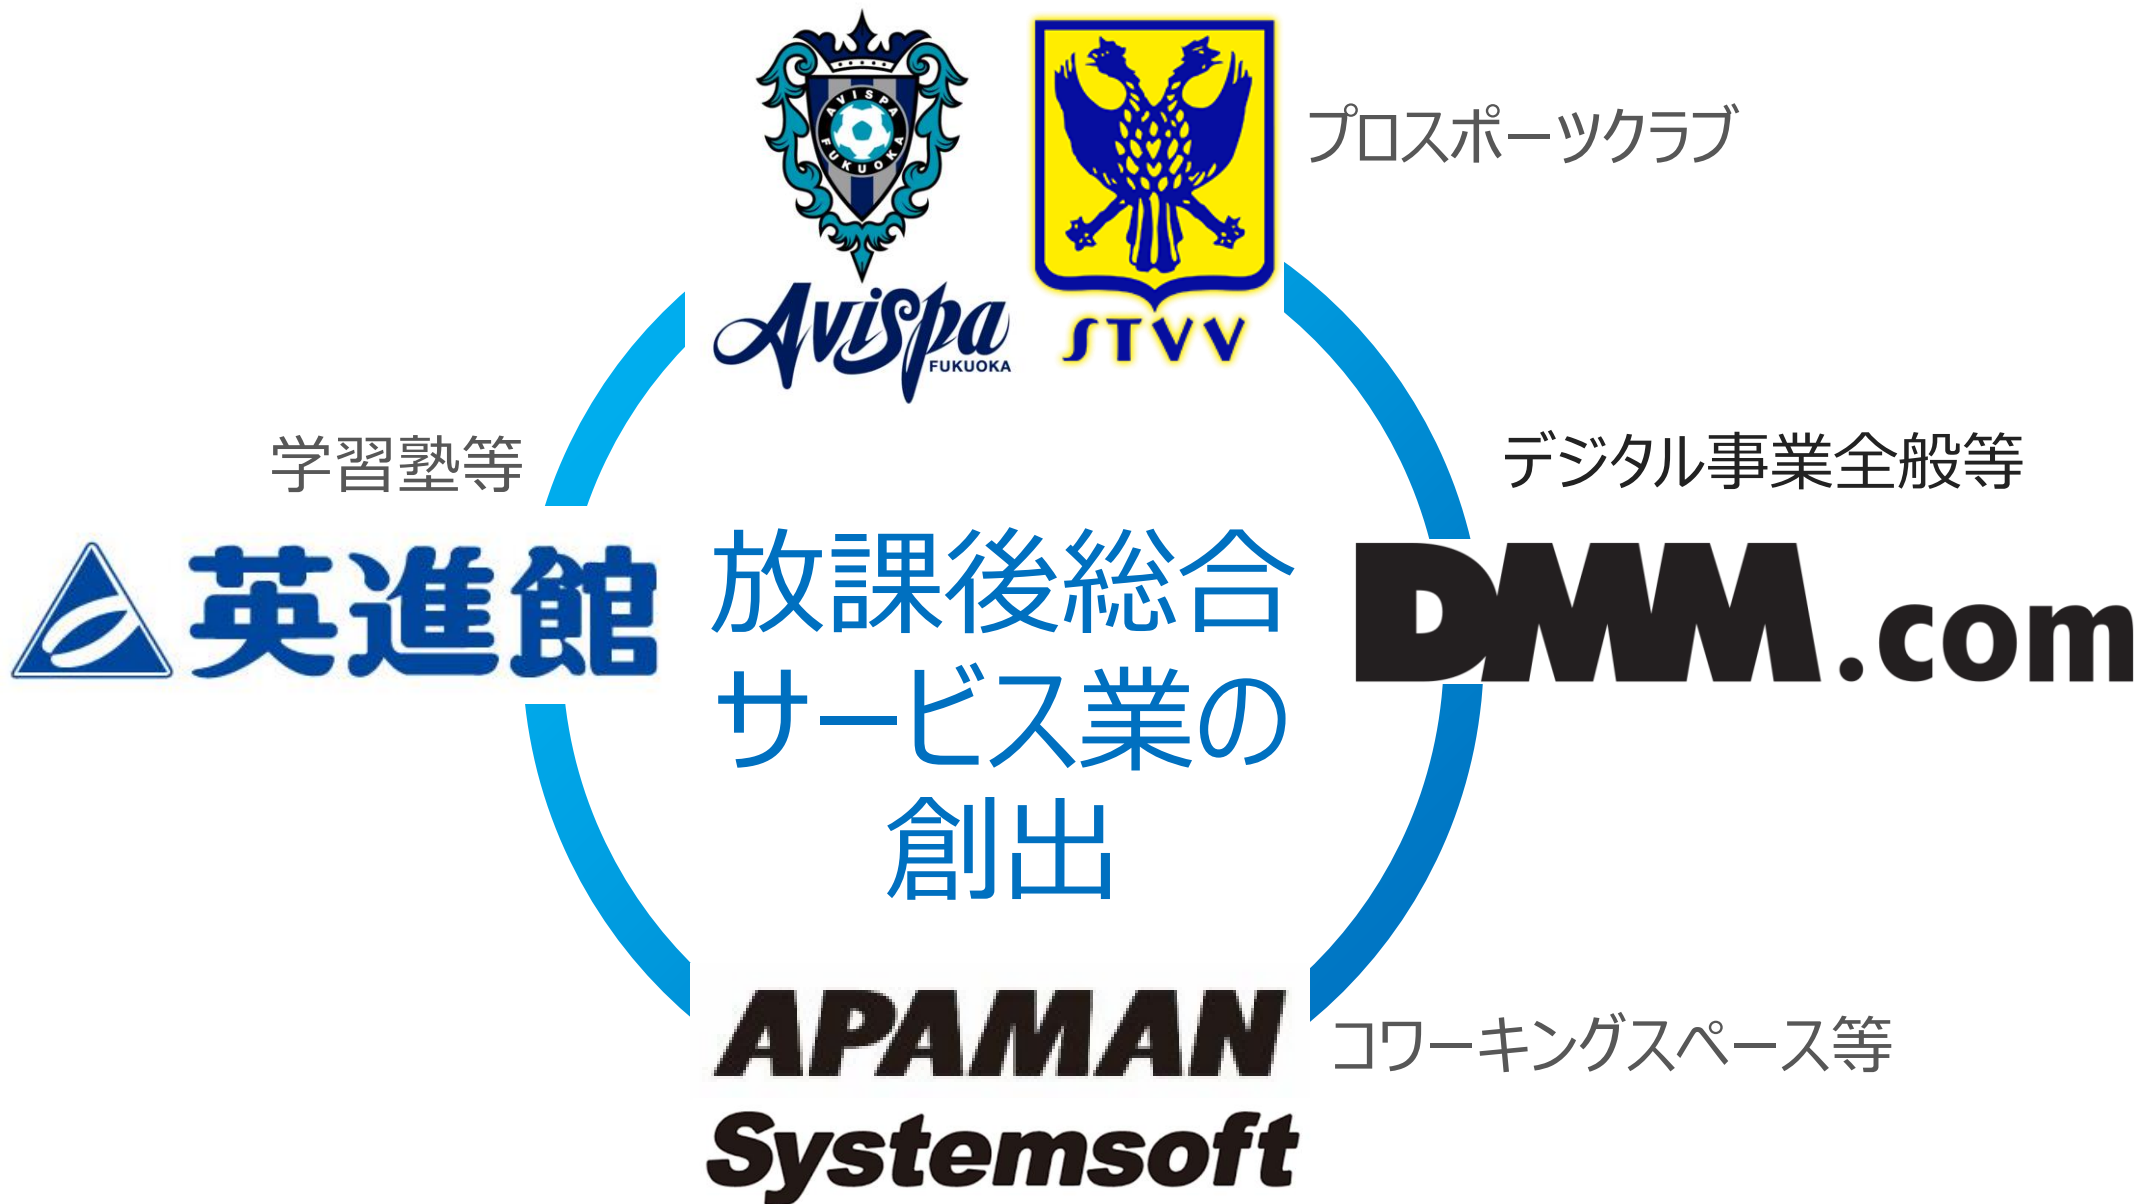 AVISPA
FUKUOKA
Avispa
FUKUOKA
STVV
プロスポーツクラブ
学習塾等
英進館
デジタル事業全般等
DMM.com
放課後総合
サービス業の
創出
APAMAN
Systemsoft
コワーキングスペース等